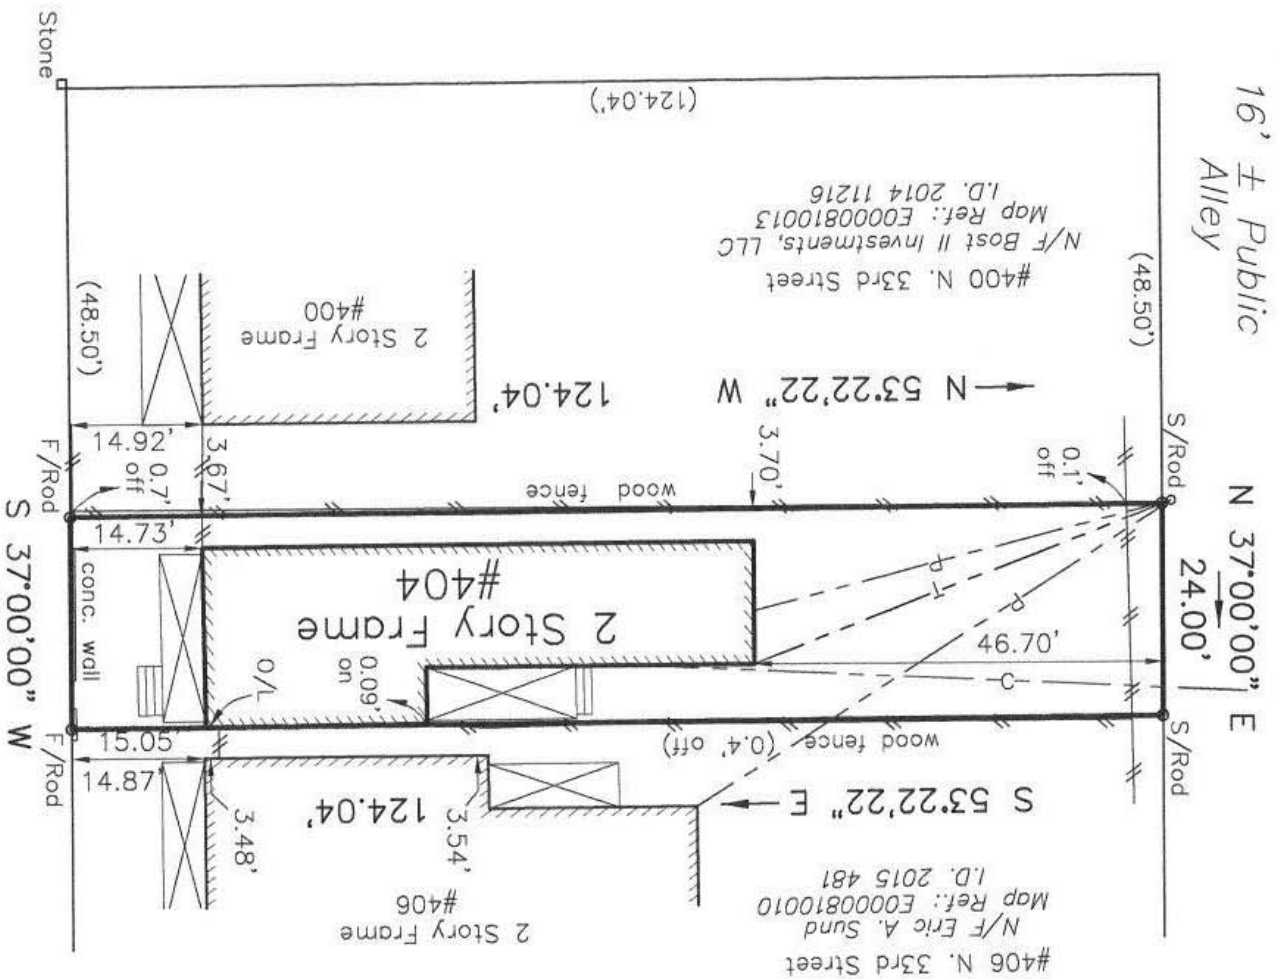 16' ± Public
Alley
Stone
(124.04')
#400 N. 33rd Street
N/F Bost II Investments, LLC
Map Ref.: E0000810013
I.D. 2014 11216
(48.50')
(48.50')
2 Story Frame
#400
N 53°22'22" W
124.04'
14.92'
3.67'
0.7'
off
F/Rod
3.70'
0.1'
off
S/Rod
wood fence
N 37°00'00" E
24.00'
S 37°00'00" W
14.73'
conc. wall
2 Story Frame
#404
P
T
P
46.70'
C
O/L
0.09'
on
F/Rod
15.05'
14.87'
wood fence (0.4' off)
S/Rod
S 53°22'22" E
124.04'
3.48'
3.54'
2 Story Frame
#406
#406 N. 33rd Street
N/F Eric A. Sund
Map Ref.: E0000810010
I.D. 2015 481